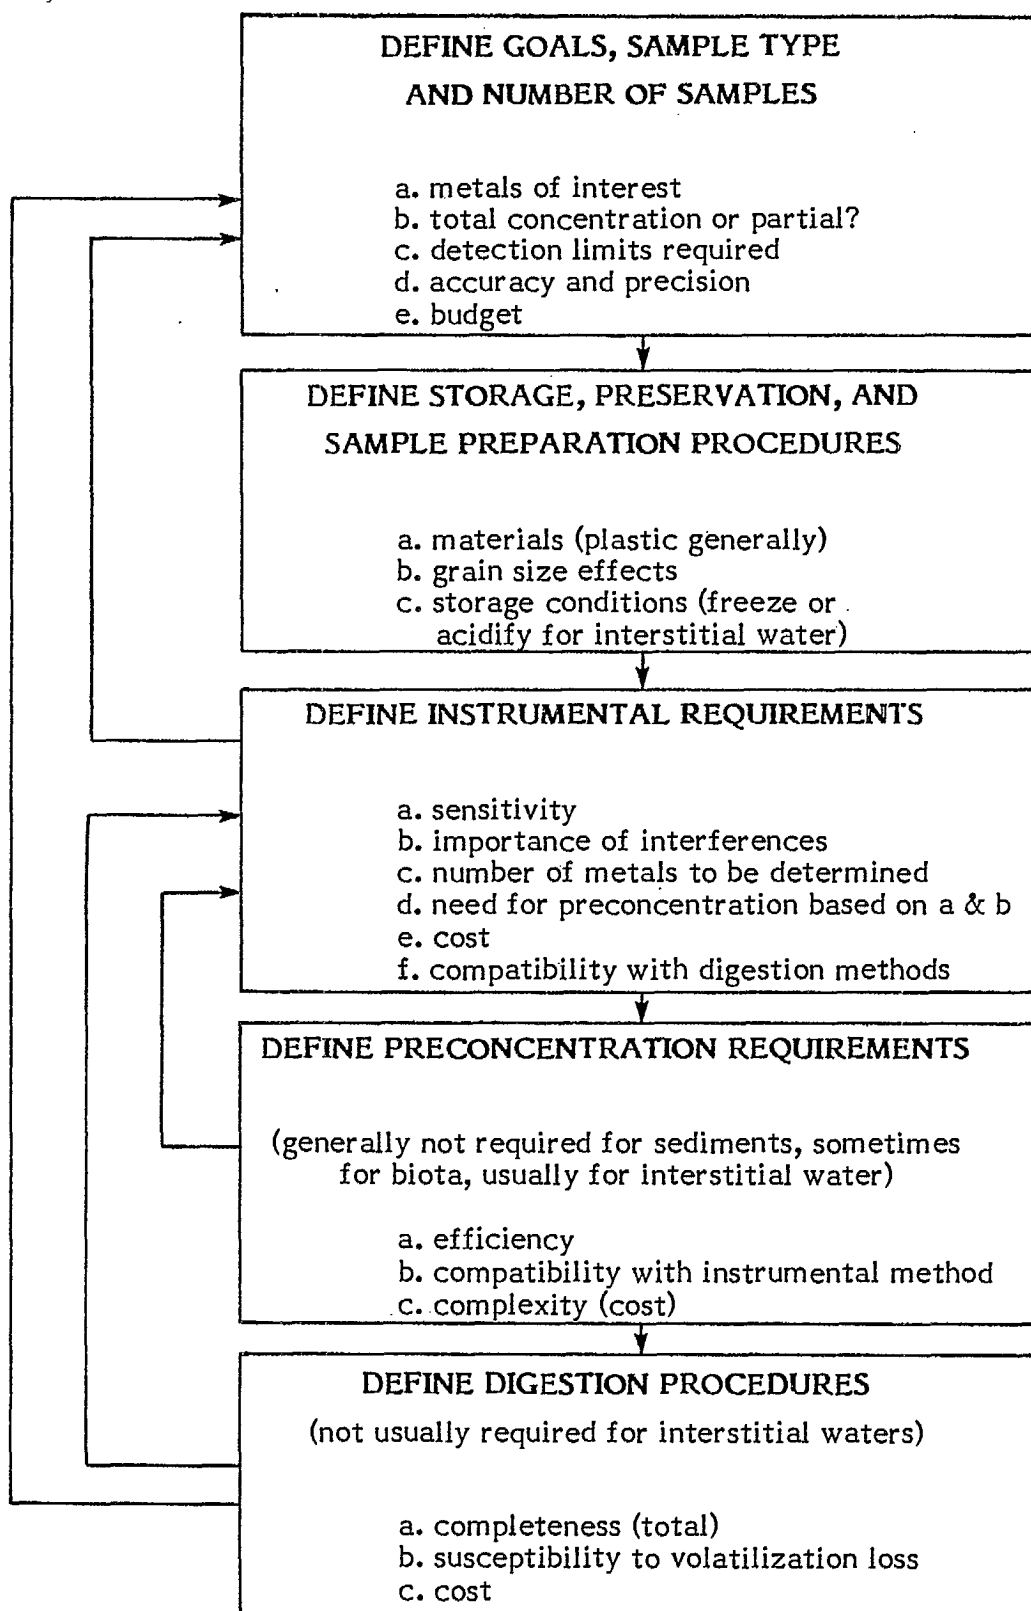 DEFINE GOALS, SAMPLE TYPE
AND NUMBER OF SAMPLES
a. metals of interest
b. total concentration or partial?
c. detection limits required
d. accuracy and precision
e. budget
DEFINE STORAGE, PRESERVATION, AND
SAMPLE PREPARATION PROCEDURES
a. materials (plastic generally)
b. grain size effects
c. storage conditions (freeze or
acidify for interstitial water)
DEFINE INSTRUMENTAL REQUIREMENTS
a. sensitivity
b. importance of interferences
c. number of metals to be determined
d. need for preconcentration based on a & b
e. cost
f. compatibility with digestion methods
DEFINE PRECONCENTRATION REQUIREMENTS
(generally not required for sediments, sometimes
for biota, usually for interstitial water)
a. efficiency
b. compatibility with instrumental method
c. complexity (cost)
DEFINE DIGESTION PROCEDURES
(not usually required for interstitial waters)
a. completeness (total)
b. susceptibility to volatilization loss
c. cost